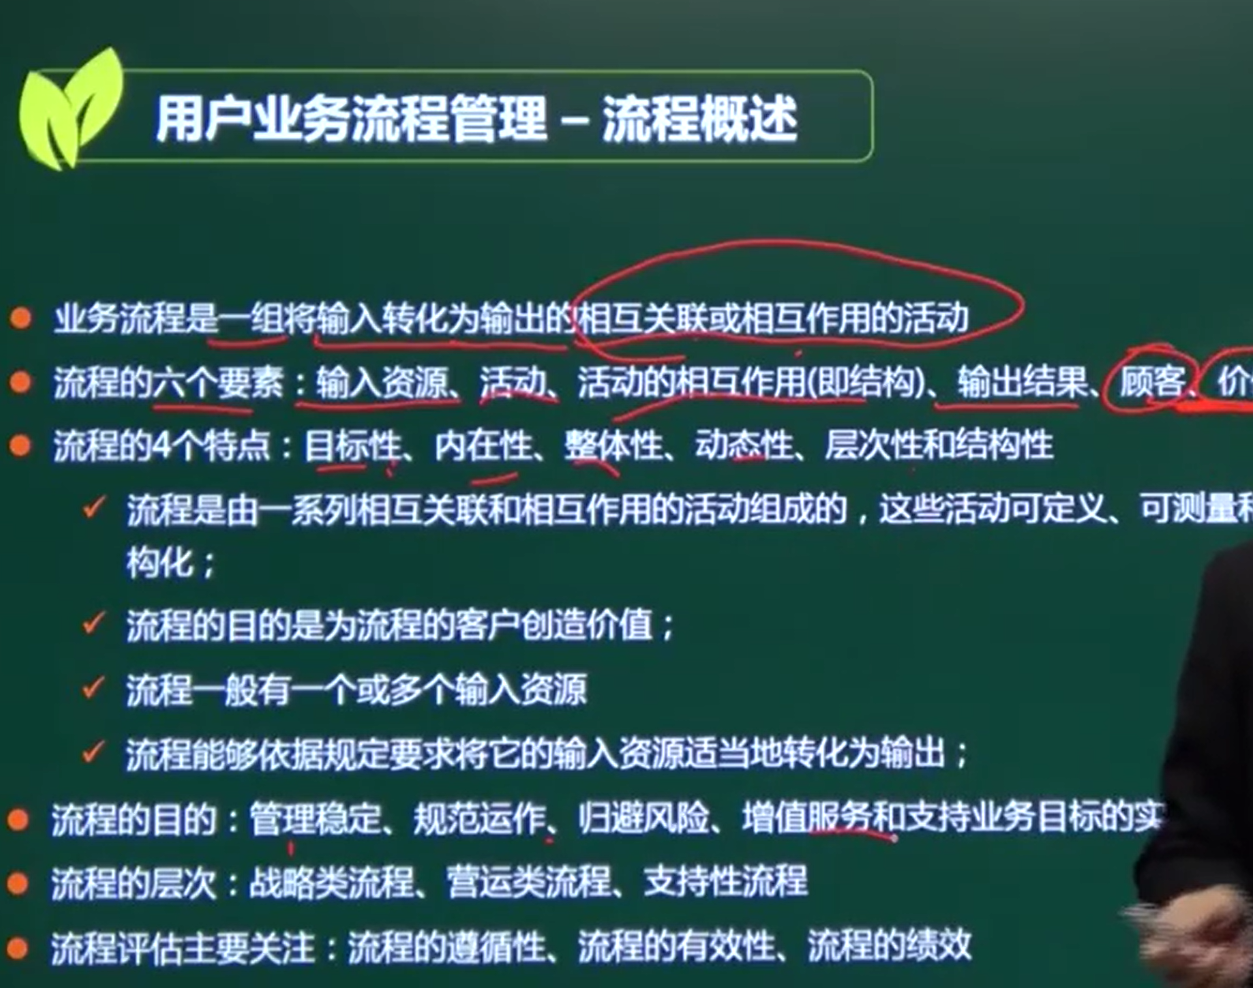 用户业务流程管理 – 流程概述
业务流程是一组将输入转化为输出的相互关联或相互作用的活动
流程的六个要素：输入资源、活动、活动的相互作用(即结构)、输出结果、顾客、价
流程的4个特点：目标性、内在性、整体性、动态性、层次性和结构性
流程是由一系列相互关联和相互作用的活动组成的，这些活动可定义、可测量和
构化；
流程的目的是为流程的客户创造价值；
流程一般有一个或多个输入资源
流程能够依据规定要求将它的输入资源适当地转化为输出；
流程的目的：管理稳定、规范运作、归避风险、增值服务和支持业务目标的实
流程的层次：战略类流程、营运类流程、支持性流程
流程评估主要关注：流程的遵循性、流程的有效性、流程的绩效